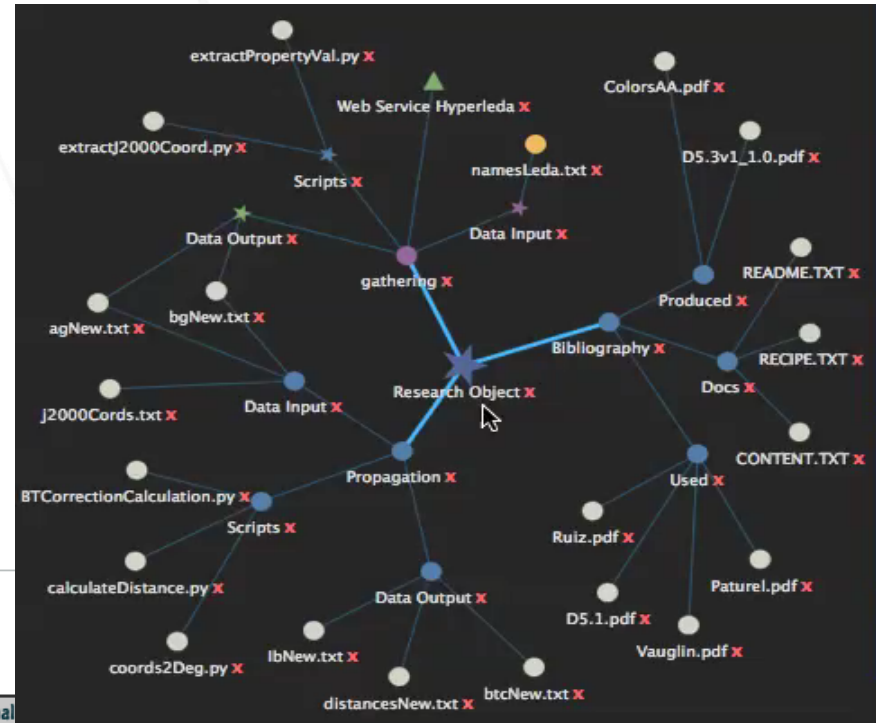 extractPropertyVal.py x
ColorsAA.pdf x
Web Service Hyperleda x
extractJ2000Coord.py x
D5.3v1_1.0.pdf x
namesLeda.txt x
Scripts x
Data Output x
Data Input x
README.TXT x
gathering x
Produced x
agNew.txt x
bgNew.txt x
Bibliography x
RECIPE.TXT x
Docs x
Research Object x
J2000Cords.txt x
Data Input x
CONTENT.TXT x
Propagation x
Used x
BTCorrectionCalculation.py x
Scripts x
Ruiz.pdf x
calculateDistance.py x
Data Output x
Paturel.pdf x
D5.1.pdf x
Vauglin.pdf x
coords2Deg.py x
lbNew.txt x
distancesNew.txt x
btcNew.txt x